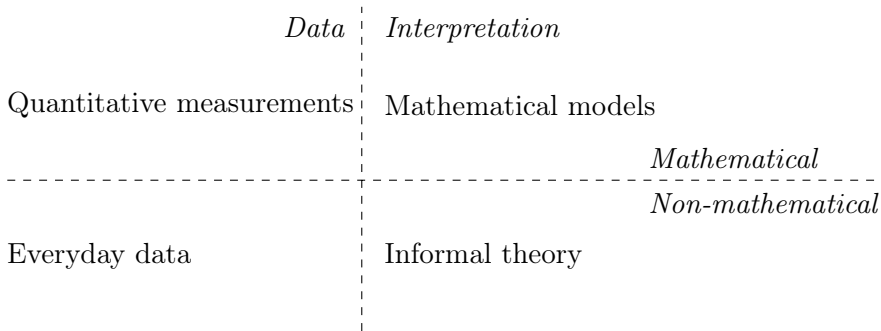 Data Interpretation
Quantitative measurements Mathematical models
Mathematical
Non-mathematical
Everyday data Informal theory